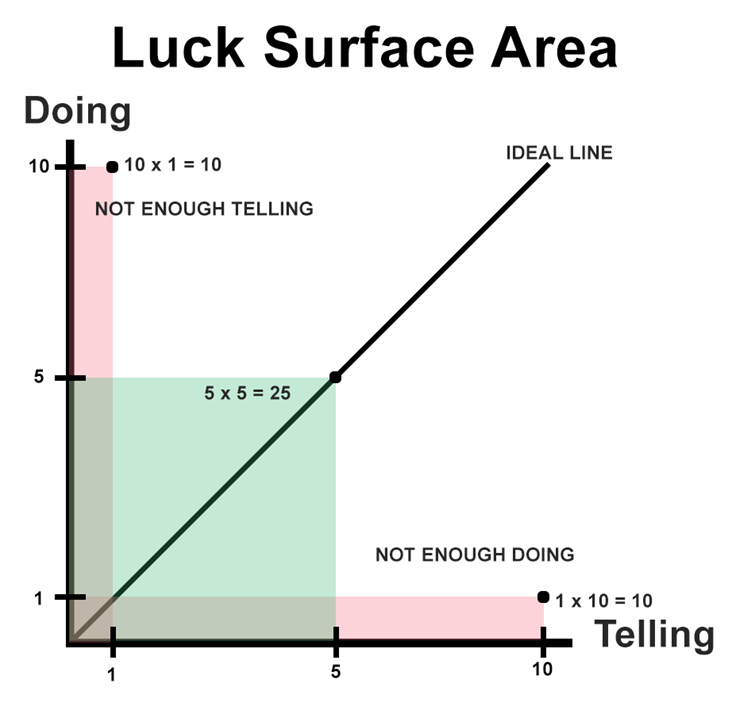 Luck Surface Area
Doing
IDEAL LINE
10
10 x 1 = 10
NOT ENOUGH TELLING
5
5 x 5 = 25
NOT ENOUGH DOING
1
1 x 10 = 10
Telling
1
5
10